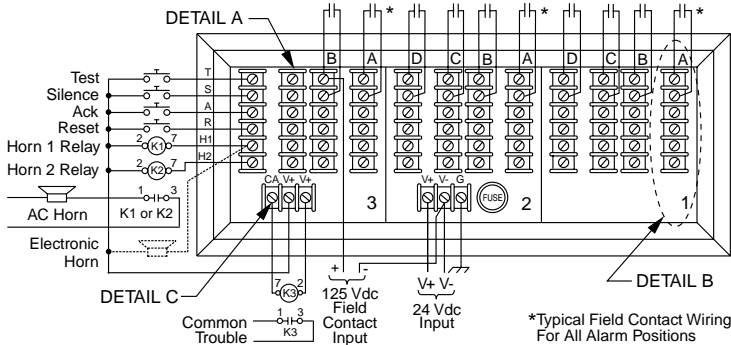 DETAIL A
*
*
*
B A D C B A D C B A
Test T
Silence S
Ack A
Reset R
Horn 1 Relay 2 K1 7 H1
Horn 2 Relay 2 K2 7 H2
CA V+ V+
V+ V- G
FUSE
3
2
1
AC Horn
1 3
K1 or K2
Electronic
Horn
DETAIL C
DETAIL B
7 K3 2
+ -
125 Vdc
Field
Contact
Input
V+ V-
24 Vdc
Input
Common
Trouble
1 3
K3
*Typical Field Contact Wiring
For All Alarm Positions